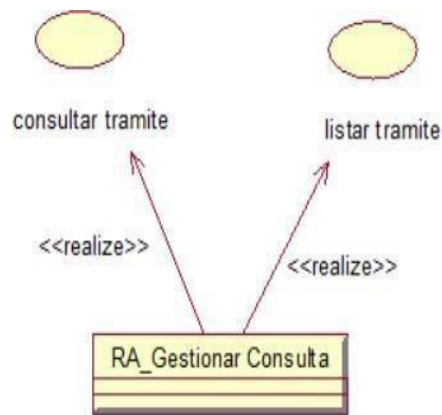 consultar tramite
listar tramite
<<realize>>
<<realize>>
RA_Gestionar Consulta